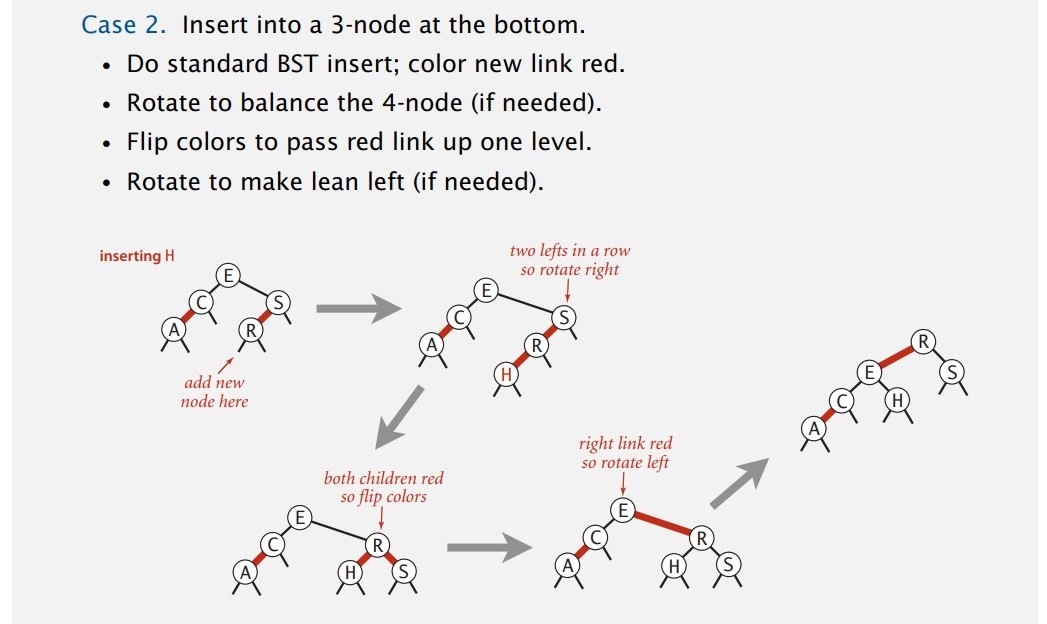 Case 2. Insert into a 3-node at the bottom.
• Do standard BST insert; color new link red.
• Rotate to balance the 4-node (if needed).
• Flip colors to pass red link up one level.
• Rotate to make lean left (if needed).
inserting H
E
C
S
A
R
add new
node here
two lefts in a row
so rotate right
E
C
S
A
R
H
both children red
so flip colors
E
C
R
A
H
S
right link red
so rotate left
E
C
R
A
H
S
R
E
S
C
H
A